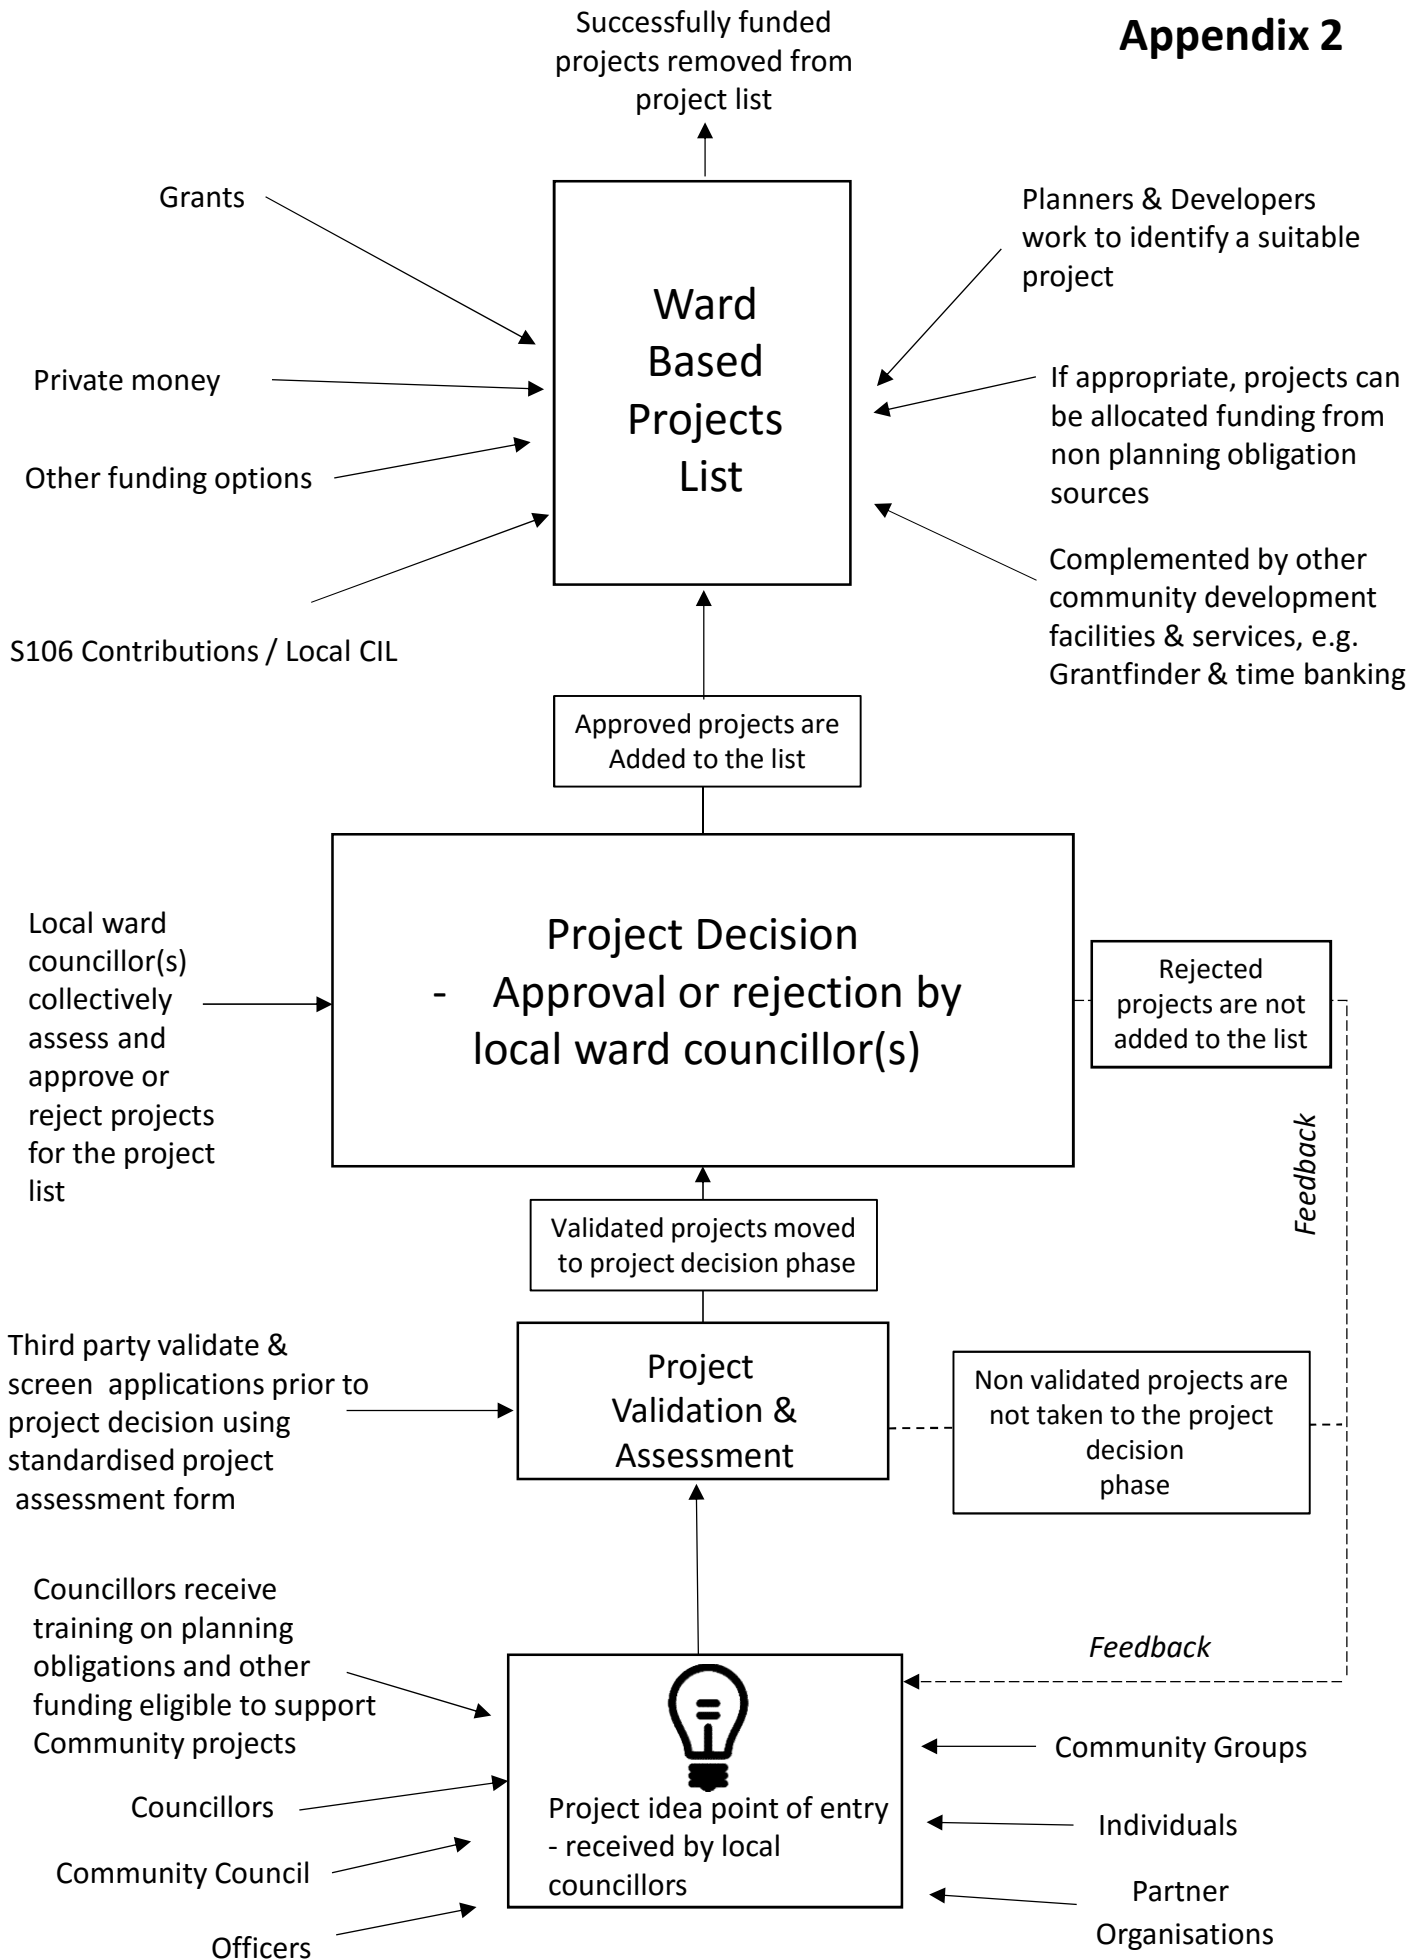 Appendix 2
Successfully funded
projects removed from
project list
Grants
Private money
Other funding options
S106 Contributions / Local CIL
Ward
Based
Projects
List
Planners & Developers
work to identify a suitable
project
If appropriate, projects can
be allocated funding from
non planning obligation
sources
Complemented by other
community development
facilities & services, e.g.
Grantfinder & time banking
Approved projects are
Added to the list
Local ward
councillor(s)
collectively
assess and
approve or
reject projects
for the project
list
Project Decision
- Approval or rejection by
local ward councillor(s)
Rejected
projects are not
added to the list
Feedback
Validated projects moved
to project decision phase
Third party validate &
screen applications prior to
project decision using
standardised project
assessment form
Project
Validation &
Assessment
Non validated projects are
not taken to the project
decision
phase
Councillors receive
training on planning
obligations and other
funding eligible to support
Community projects
Councillors
Community Council
Officers
Project idea point of entry
- received by local
councillors
Feedback
Community Groups
Individuals
Partner
Organisations